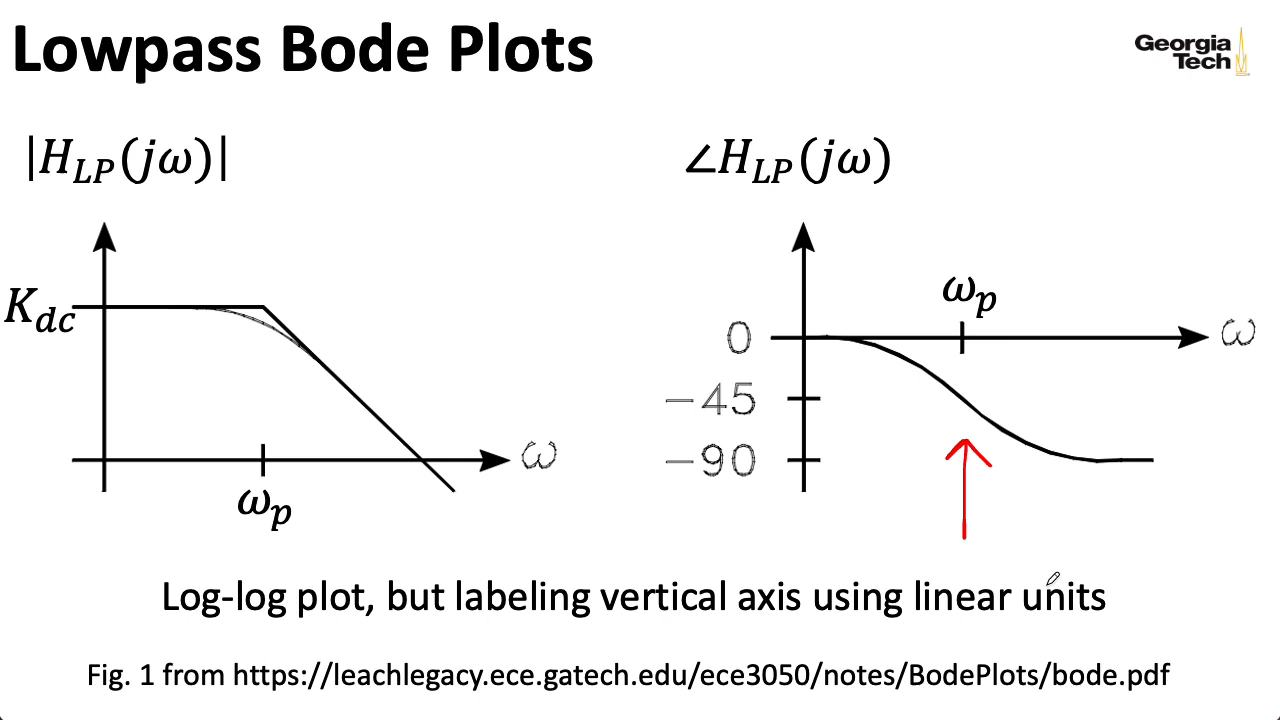 Lowpass Bode Plots
Georgia
Tech
|H_LP(jω)|
∠H_LP(jω)
K_dc
ω
ω_p
ω_p
0
ω
−45
−90
Log-log plot, but labeling vertical axis using linear units
Fig. 1 from https://leachlegacy.ece.gatech.edu/ece3050/notes/BodePlots/bode.pdf